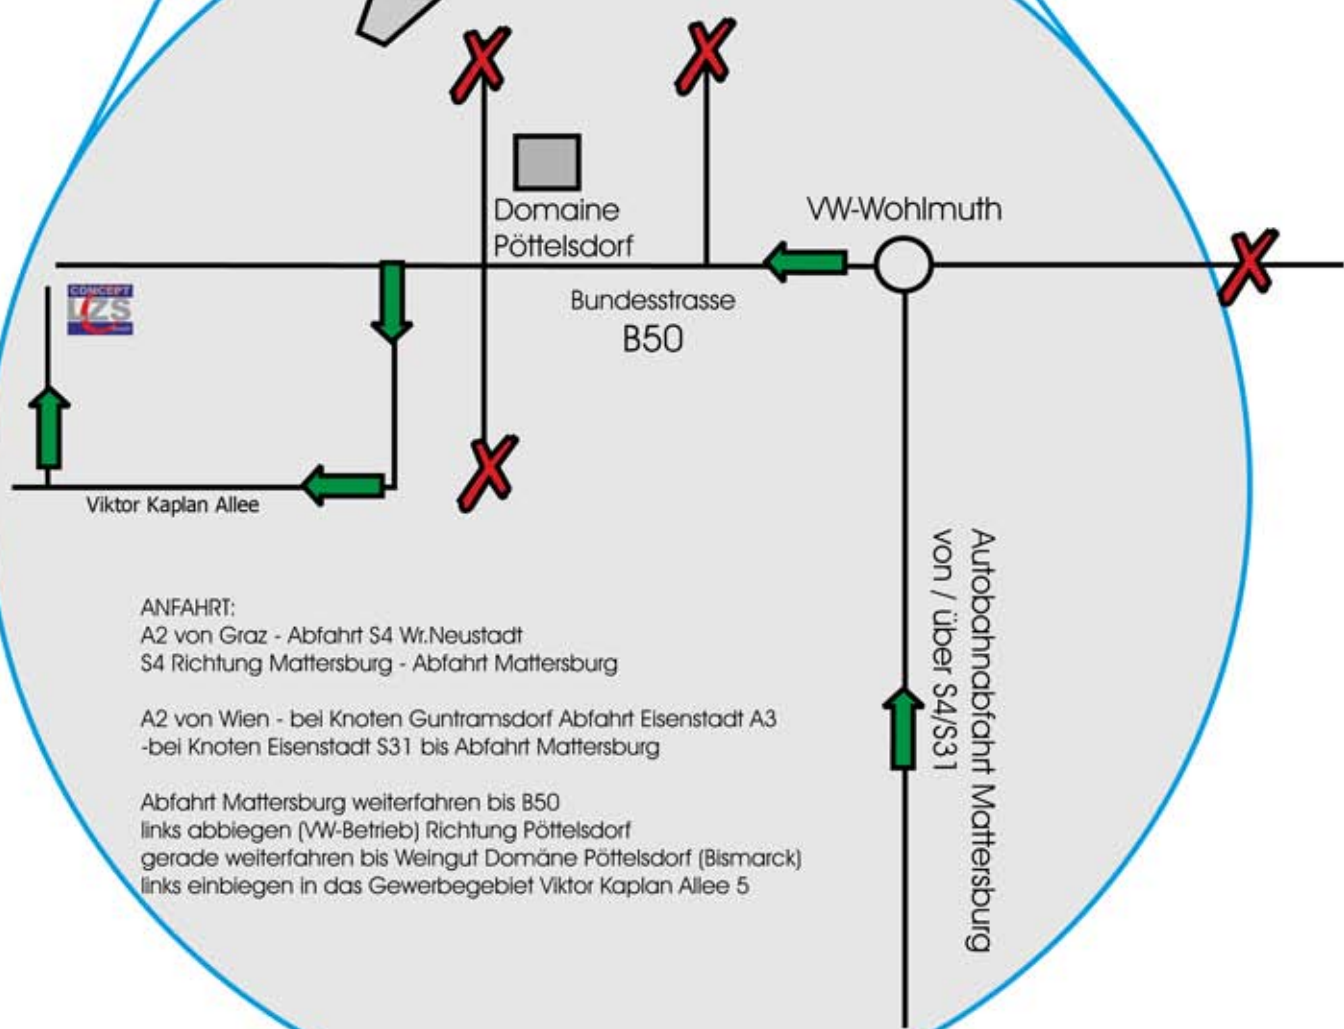 Domaine
Pöttelsdorf
VW-Wohlmuth
Bundesstrasse
B50
CONCEPT
LZS
Viktor Kaplan Allee
Autobahnabfahrt Mattersburg
von / über S4/S31
ANFAHRT:
A2 von Graz - Abfahrt S4 Wr.Neustadt
S4 Richtung Mattersburg - Abfahrt Mattersburg
A2 von Wien - bei Knoten Guntramsdorf Abfahrt Eisenstadt A3
-bei Knoten Eisenstadt S31 bis Abfahrt Mattersburg
Abfahrt Mattersburg weiterfahren bis B50
links abbiegen (VW-Betrieb) Richtung Pöttelsdorf
gerade weiterfahren bis Weingut Domäne Pöttelsdorf (Bismarck)
links einbiegen in das Gewerbegebiet Viktor Kaplan Allee 5